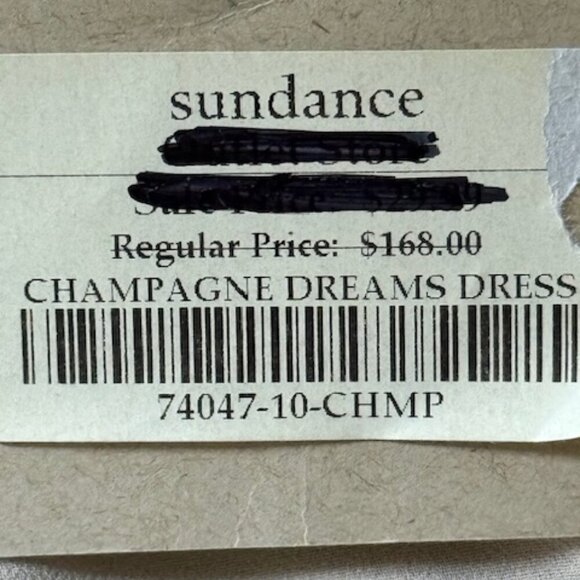 sundance
Regular Price: $168.00
CHAMPAGNE DREAMS DRESS
74047-10-CHMP